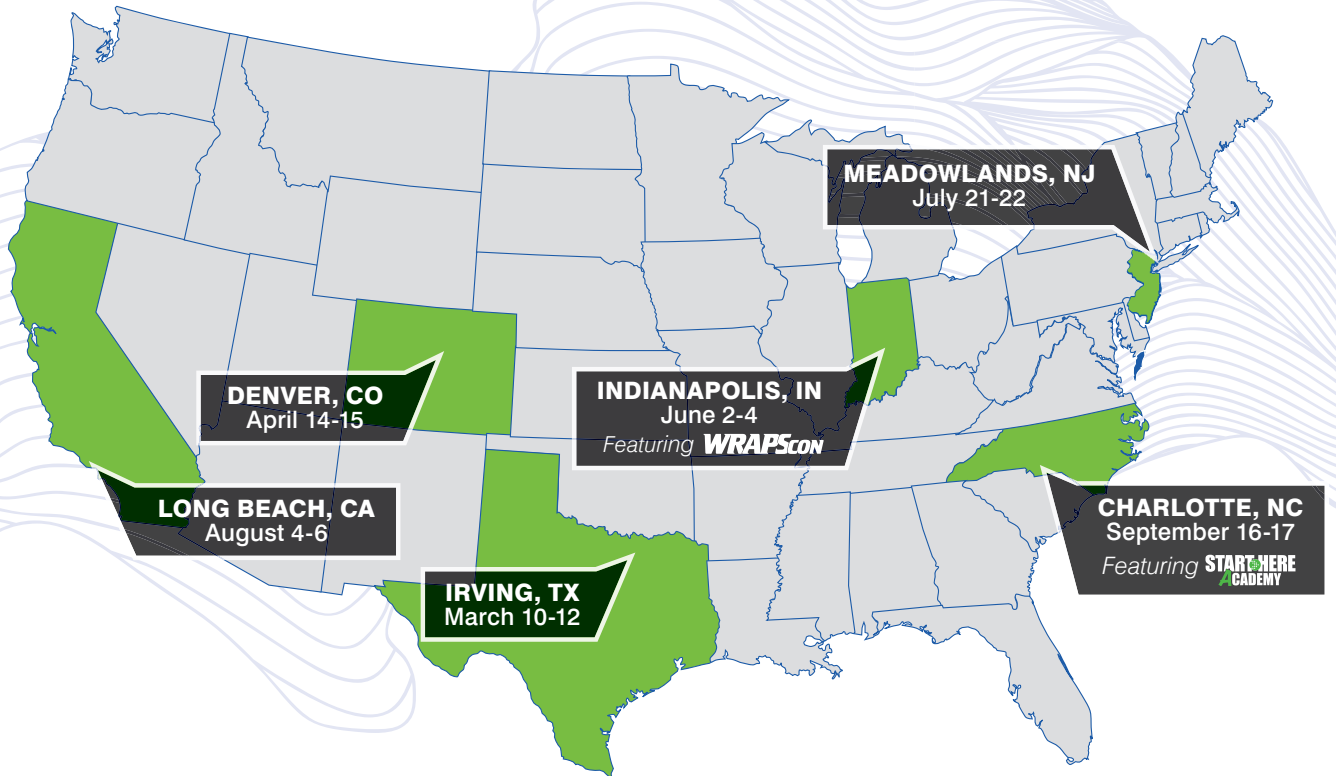 MEADOWLANDS, NJ
July 21-22
DENVER, CO
April 14-15
INDIANAPOLIS, IN
June 2-4
Featuring WRAPSCON
LONG BEACH, CA
August 4-6
CHARLOTTE, NC
September 16-17
Featuring START HERE
ACADEMY
IRVING, TX
March 10-12